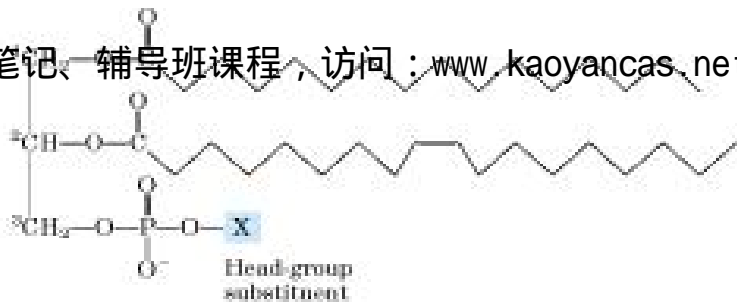 O O
笔记、辅导班课程，访问：www.kaoyancas.net
O
²CH—O—C
O
³CH₂—O—P—O—X
O⁻
Head-group
substituent